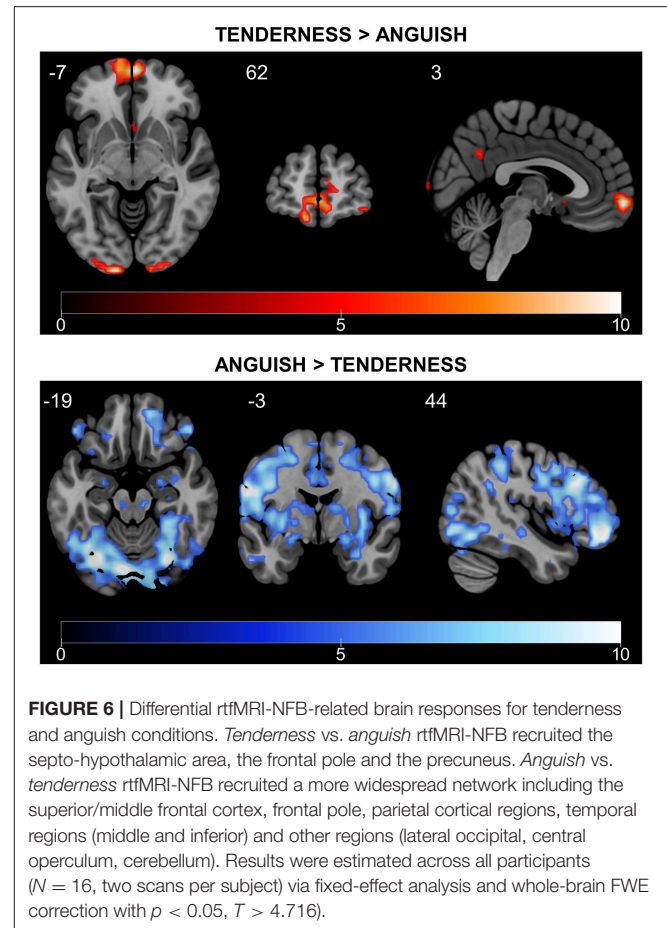 TENDERNESS > ANGUISH
-7 62 3
0 5 10
ANGUISH > TENDERNESS
-19 -3 44
0 5 10
FIGURE 6 | Differential rtfMRI-NFB-related brain responses for tenderness
and anguish conditions. Tenderness vs. anguish rtfMRI-NFB recruited the
septo-hypothalamic area, the frontal pole and the precuneus. Anguish vs.
tenderness rtfMRI-NFB recruited a more widespread network including the
superior/middle frontal cortex, frontal pole, parietal cortical regions, temporal
regions (middle and inferior) and other regions (lateral occipital, central
operculum, cerebellum). Results were estimated across all participants
(N = 16, two scans per subject) via fixed-effect analysis and whole-brain FWE
correction with p < 0.05, T > 4.716).